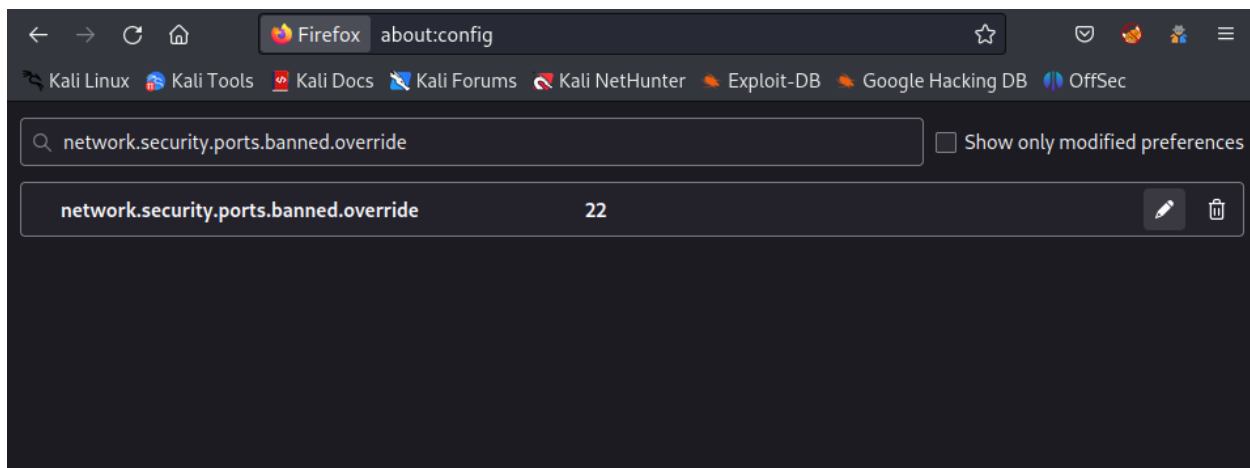 Firefox about:config
Kali Linux Kali Tools Kali Docs Kali Forums Kali NetHunter Exploit-DB Google Hacking DB OffSec
network.security.ports.banned.override Show only modified preferences
network.security.ports.banned.override 22